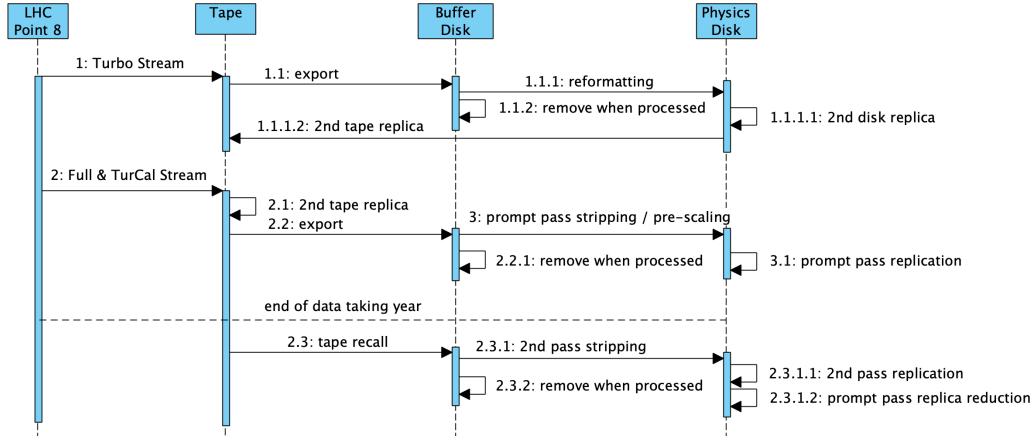 LHC
Point 8
Tape
Buffer
Disk
Physics
Disk
1: Turbo Stream
1.1: export
1.1.1: reformatting
1.1.2: remove when processed
1.1.1.1: 2nd disk replica
1.1.1.2: 2nd tape replica
2: Full & TurCal Stream
2.1: 2nd tape replica
2.2: export
3: prompt pass stripping / pre-scaling
2.2.1: remove when processed
3.1: prompt pass replication
end of data taking year
2.3: tape recall
2.3.1: 2nd pass stripping
2.3.1.1: 2nd pass replication
2.3.2: remove when processed
2.3.1.2: prompt pass replica reduction